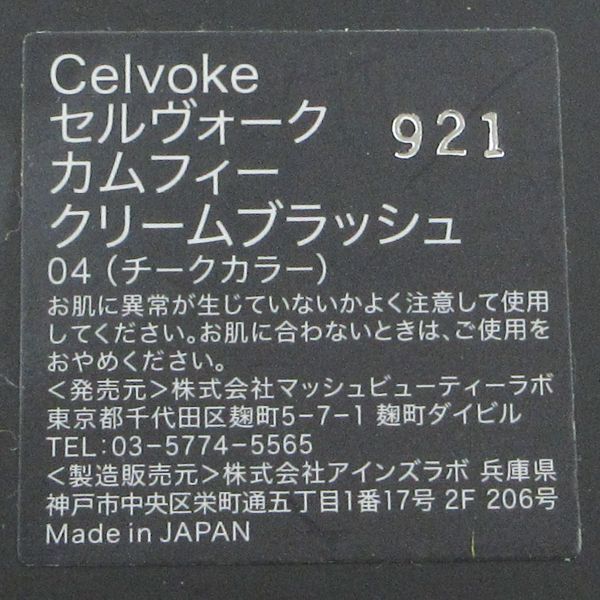 Celvoke
セルヴォーク
921
カムフィー
クリームブラッシュ
04（チークカラー）
お肌に異常が生じていないかよく注意して使用
してください。お肌に合わないときは、ご使用を
おやめください。
＜発売元＞株式会社マッシュビューティーラボ
東京都千代田区麹町5-7-1 麹町ダイビル
TEL：03-5774-5565
＜製造販売元＞株式会社アインズラボ 兵庫県
神戸市中央区栄町通五丁目1番17号 2F 206号
Made in JAPAN